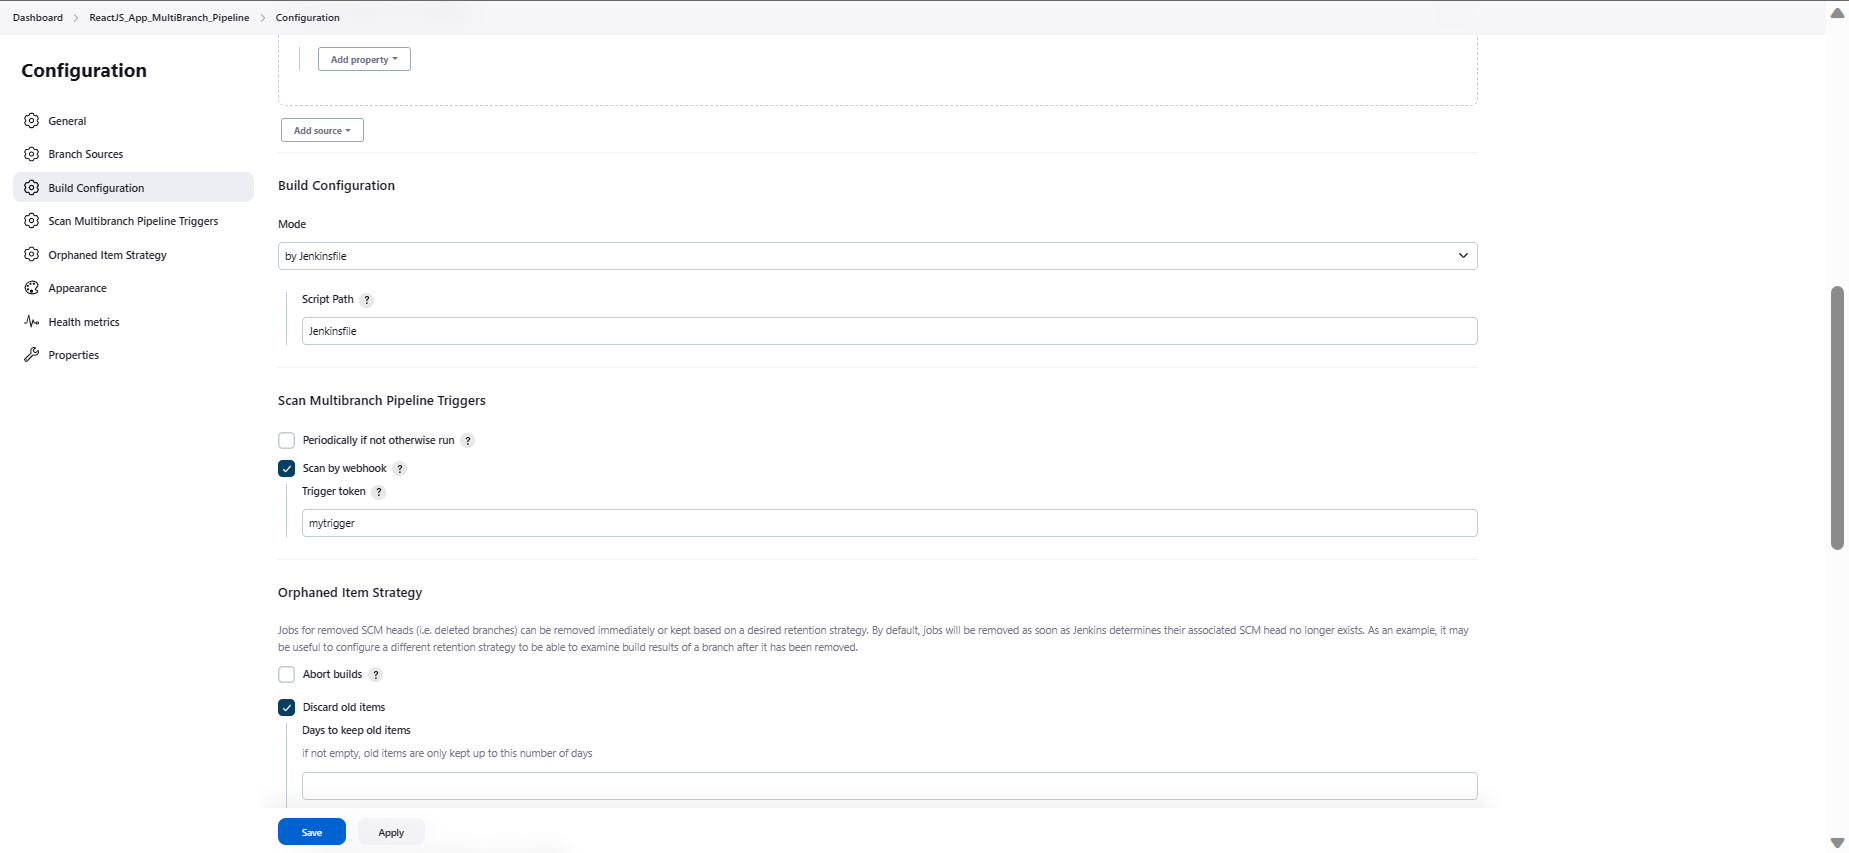 Dashboard > ReactJS_App_MultiBranch_Pipeline > Configuration
Configuration
General
Branch Sources
Build Configuration
Scan Multibranch Pipeline Triggers
Orphaned Item Strategy
Appearance
Health metrics
Properties
Add property
Add source
Build Configuration
Mode
by Jenkinsfile
Script Path ?
Jenkinsfile
Scan Multibranch Pipeline Triggers
Periodically if not otherwise run ?
Scan by webhook ?
Trigger token ?
mytrigger
Orphaned Item Strategy
Jobs for removed SCM heads (i.e. deleted branches) can be removed immediately or kept based on a desired retention strategy. By default, jobs will be removed as soon as Jenkins determines their associated SCM head no longer exists. As an example, it may
be useful to configure a different retention strategy to be able to examine build results of a branch after it has been removed.
Abort builds ?
Discard old items
Days to keep old items
if not empty, old items are only kept up to this number of days
Save Apply